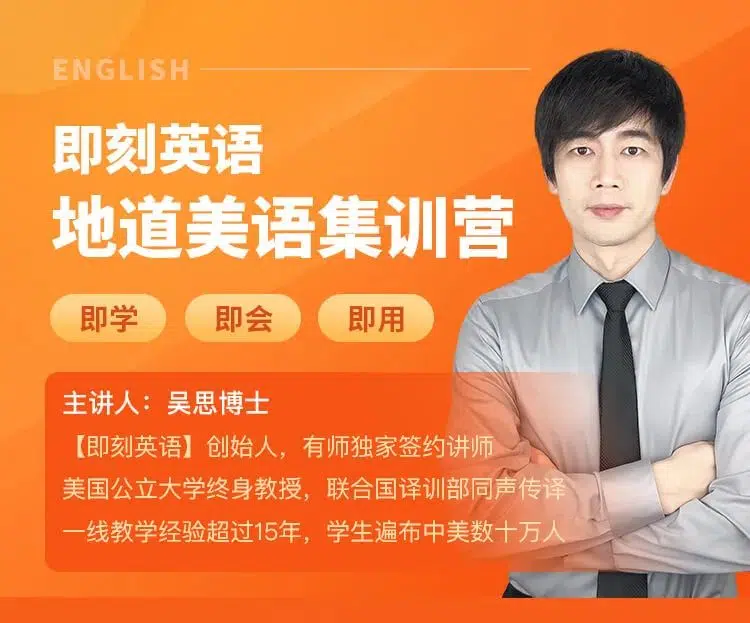 ENGLISH
即刻英语
地道美语集训营
即学 即会 即用
主讲人：吴思博士
【即刻英语】创始人，有师独家签约讲师
美国公立大学终身教授，联合国译训部同声传译
一线教学经验超过15年，学生遍布中美数十万人